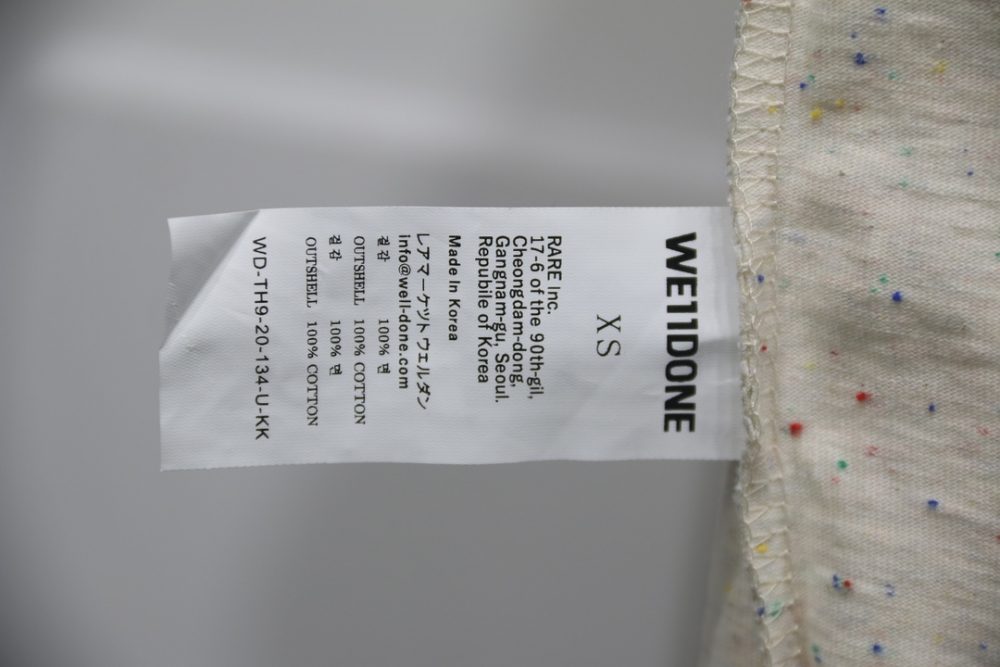 WE11DONE
XS
RARE Inc.
17-6 of the 90th-gil,
Cheongdam-dong,
Gangnam-gu, Seoul.
Repubile of Korea
Made In Korea
レアマーケットウェルダン
info@well-done.com
겉감 100% 면
OUTSHELL 100% COTTON
겉감 100% 면
OUTSHELL 100% COTTON
WD-TH9-20-134-U-KK